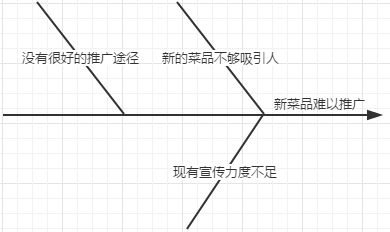 没有很好的推广途径
新的菜品不够吸引人
新菜品难以推广
现有宣传力度不足